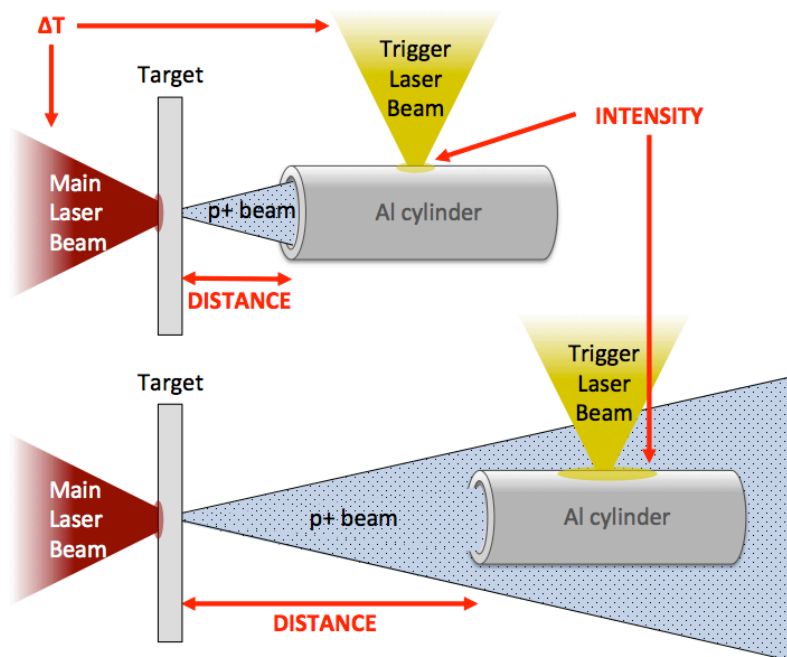 ΔT
Target
Trigger
Laser
Beam
INTENSITY
Main
Laser
Beam
p+ beam
Al cylinder
DISTANCE
Target
Trigger
Laser
Beam
Main
Laser
Beam
p+ beam
Al cylinder
DISTANCE